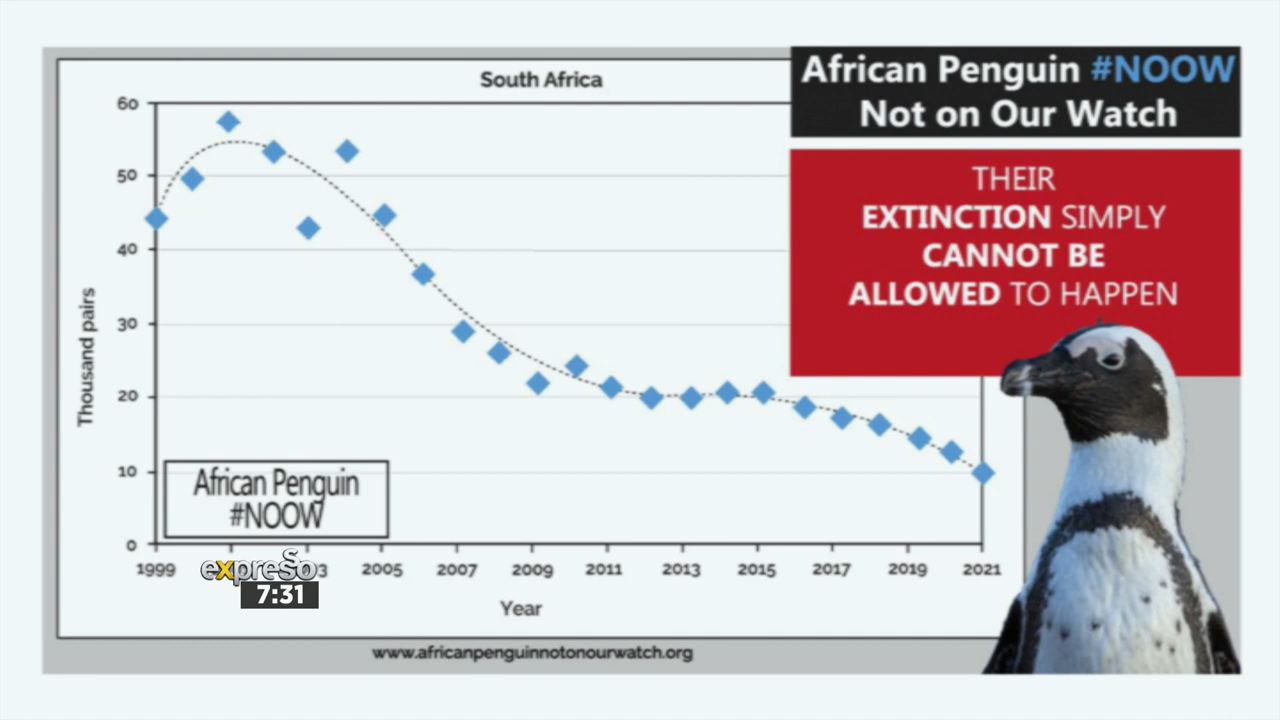 South Africa
African Penguin #NOOW
Not on Our Watch
THEIR
EXTINCTION SIMPLY
CANNOT BE
ALLOWED TO HAPPEN
Thousand pairs
60
50
40
30
20
10
0
African Penguin
#NOOW
1999 2005 2007 2009 2011 2013 2015 2017 2019 2021
expresso
7:31
Year
www.africanpenguinnotonourwatch.org